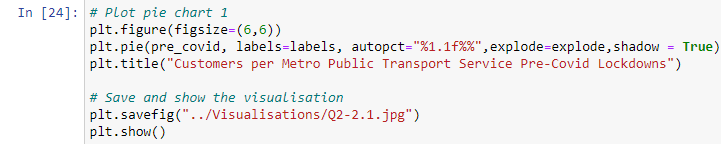 In [24]: # Plot pie chart 1
plt.figure(figsize=(6,6))
plt.pie(pre_covid, labels=labels, autopct="%1.1f%%",explode=explode,shadow = True)
plt.title("Customers per Metro Public Transport Service Pre-Covid Lockdowns")
# Save and show the visualisation
plt.savefig("../Visualisations/Q2-2.1.jpg")
plt.show()